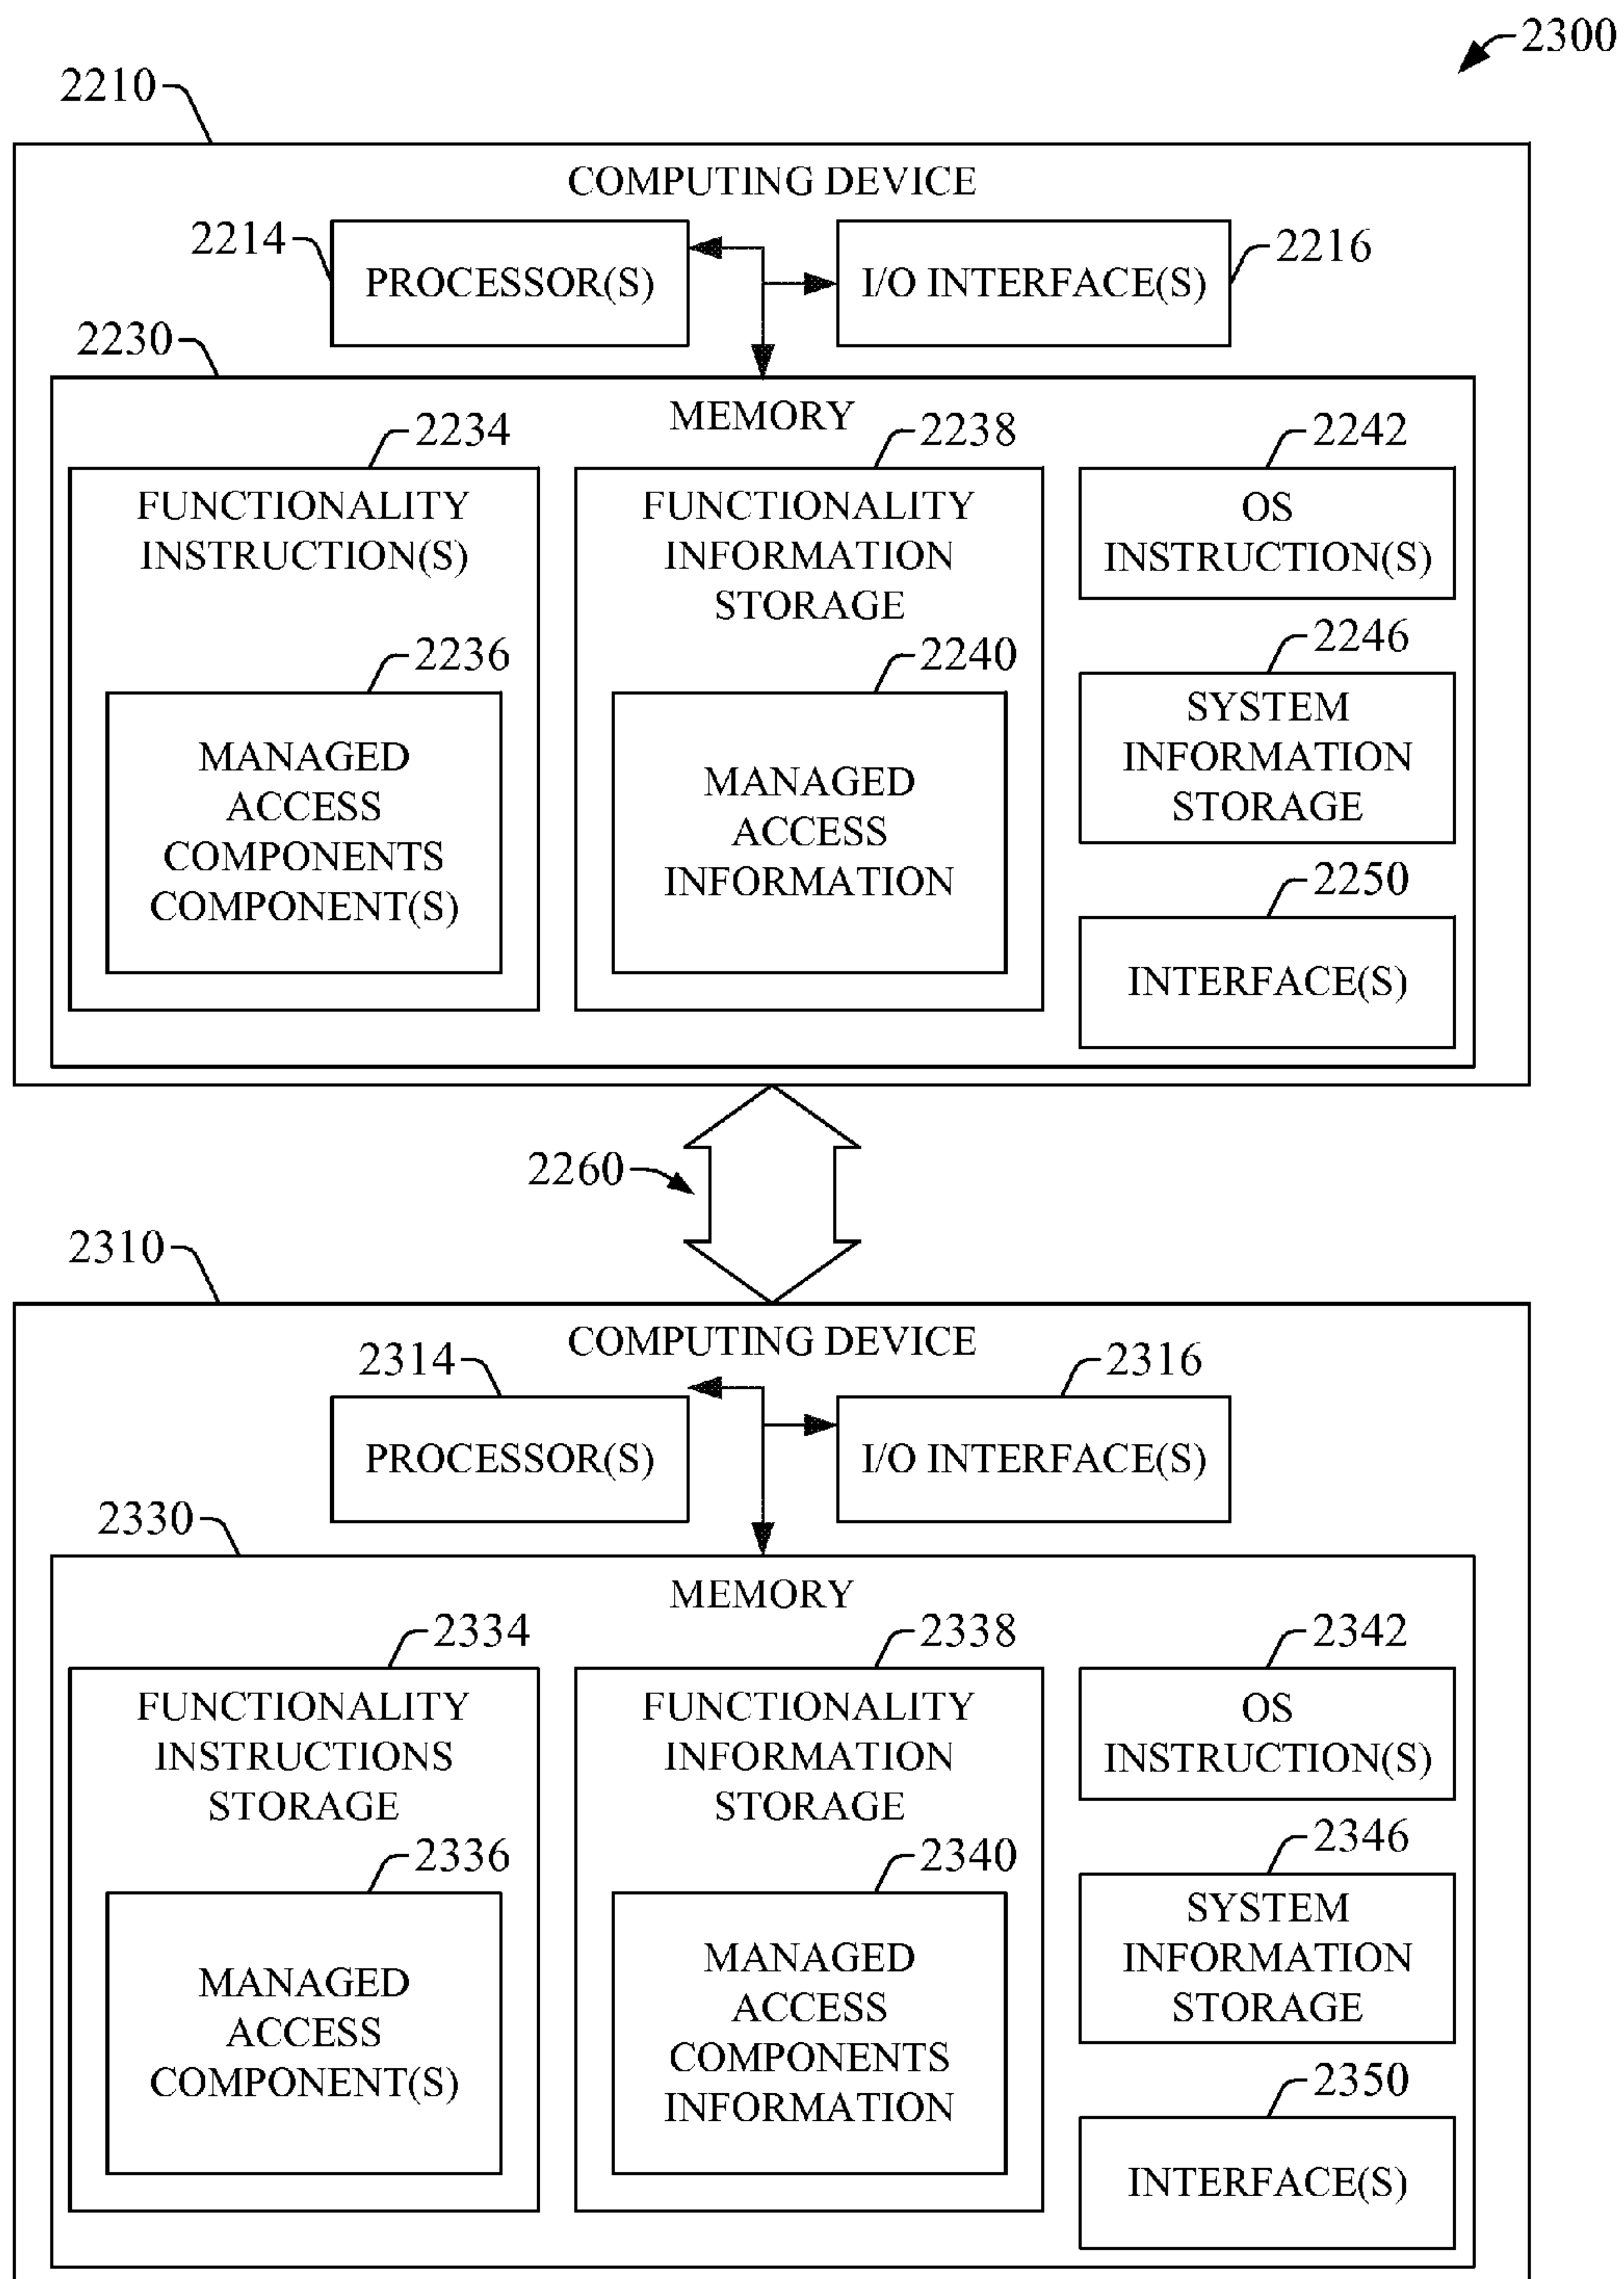 2300
2210
COMPUTING DEVICE
2214
PROCESSOR(S)
I/O INTERFACE(S)
2216
2230
MEMORY
2234
FUNCTIONALITY
INSTRUCTION(S)
2236
MANAGED
ACCESS
COMPONENTS
COMPONENT(S)
2238
FUNCTIONALITY
INFORMATION
STORAGE
2240
MANAGED
ACCESS
INFORMATION
2242
OS
INSTRUCTION(S)
2246
SYSTEM
INFORMATION
STORAGE
2250
INTERFACE(S)
2260
2310
COMPUTING DEVICE
2314
PROCESSOR(S)
2316
I/O INTERFACE(S)
2330
MEMORY
2334
FUNCTIONALITY
INSTRUCTIONS
STORAGE
2336
MANAGED
ACCESS
COMPONENT(S)
2338
FUNCTIONALITY
INFORMATION
STORAGE
2340
MANAGED
ACCESS
COMPONENTS
INFORMATION
2342
OS
INSTRUCTION(S)
2346
SYSTEM
INFORMATION
STORAGE
2350
INTERFACE(S)